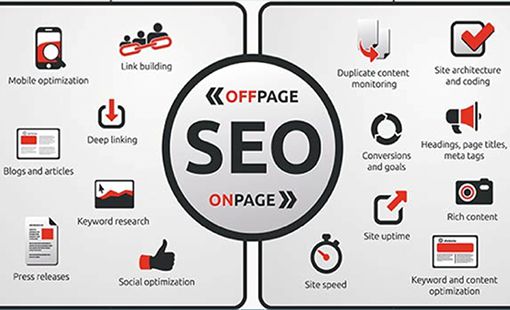 Mobile optimization
Link building
Deep linking
Blogs and articles
Keyword research
Press releases
Social optimization
OFFPAGE
SEO
ONPAGE
Duplicate content
monitoring
Site architecture
and coding
Conversions
and goals
Headings, page titles,
meta tags
Site uptime
Rich content
Site speed
Keyword and content
optimization